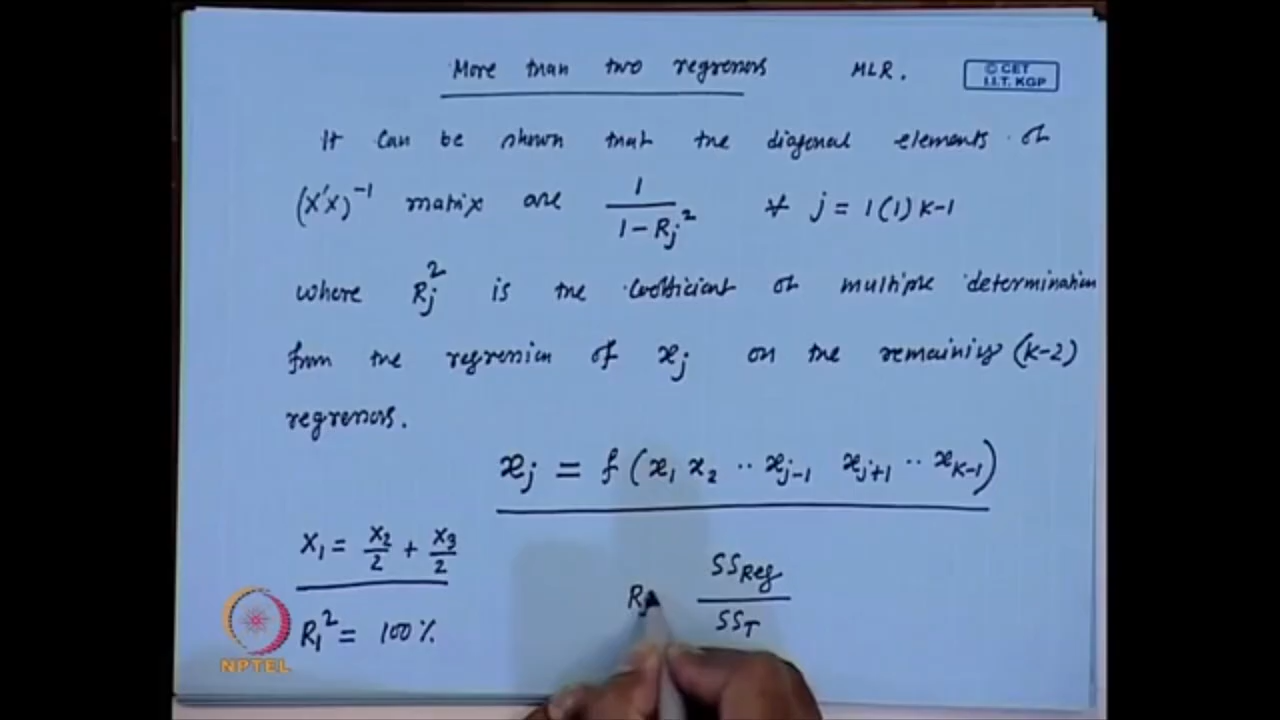 More than two regressors MLR.
© CET
I.I.T. KGP
It can be shown that the diagonal elements of
(X'X)⁻¹ matrix are 1/(1-Rj²) ∀ j = 1(1)K-1
where Rj² is the coefficient of multiple determination
from the regression of xj on the remaining (K-2)
regressors.
xj = f(x₁ x₂ ·· xj-1 xj+1 ·· xK-1)
X₁ = X₂/2 + X₃/2
R₁² = 100%
Rj SSReg/SST
NPTEL